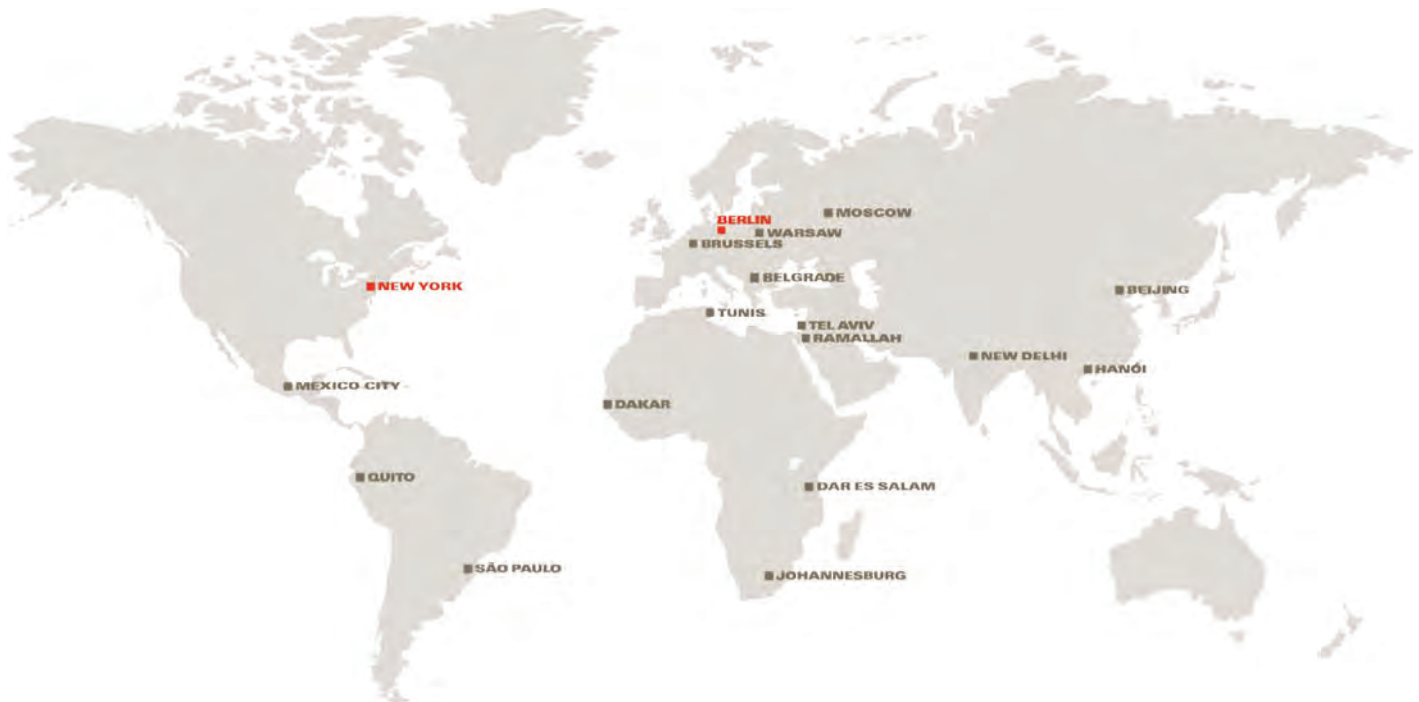 MOSCOW
BERLIN
WARSAW
BRUSSELS
BELGRADE
NEW YORK
BEIJING
TUNIS
TEL AVIV
RAMALLAH
NEW DELHI
HANÓI
MEXICO CITY
DAKAR
QUITO
DAR ES SALAM
SÃO PAULO
JOHANNESBURG